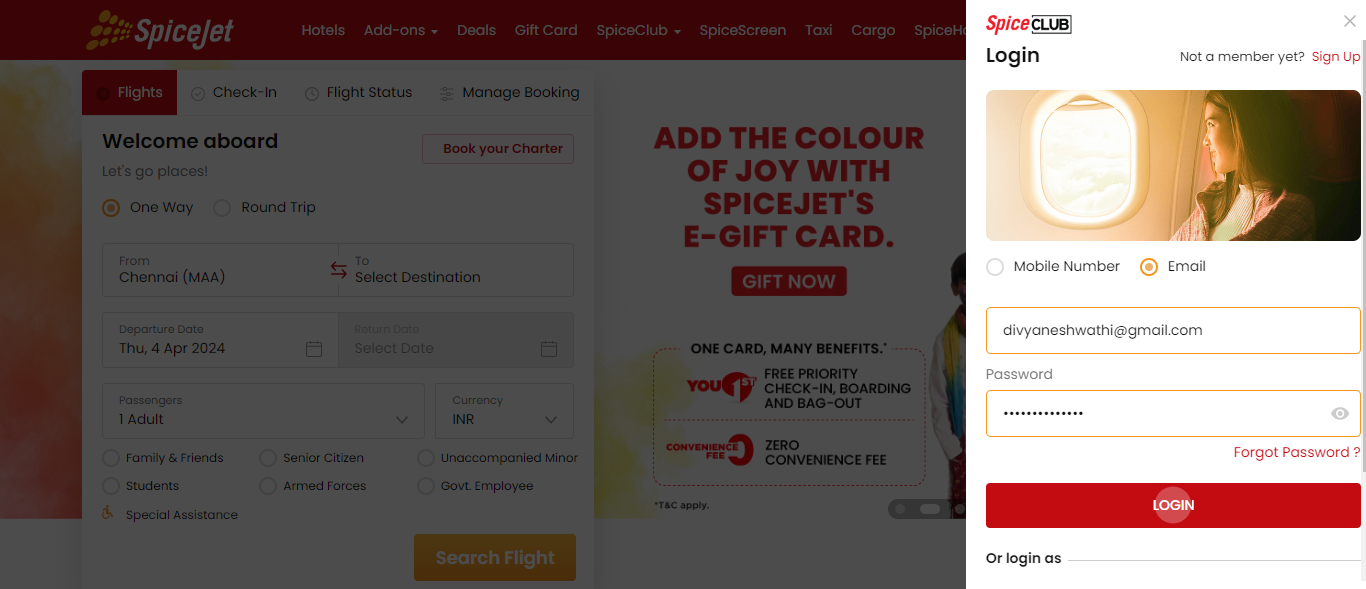 SpiceJet
Hotels Add-ons Deals Gift Card SpiceClub SpiceScreen Taxi Cargo SpiceHo
Flights Check-In Flight Status Manage Booking
Welcome aboard
Book your Charter
Let's go places!
One Way Round Trip
From
Chennai (MAA)
To
Select Destination
Departure Date
Thu, 4 Apr 2024
Return Date
Select Date
Passengers
1 Adult
Currency
INR
Family & Friends Senior Citizen Unaccompanied Minor
Students Armed Forces Govt. Employee
Special Assistance
Search Flight
ADD THE COLOUR
OF JOY WITH
SPICEJET'S
E-GIFT CARD.
GIFT NOW
ONE CARD, MANY BENEFITS.*
YOU1ST
FREE PRIORITY
CHECK-IN, BOARDING
AND BAG-OUT
CONVENIENCE
FEE 0
ZERO
CONVENIENCE FEE
*T&C apply.
SpiceCLUB
Login
Not a member yet? Sign Up
Mobile Number Email
divyaneshwathi@gmail.com
Password
••••••••••••••
Forgot Password ?
LOGIN
Or login as